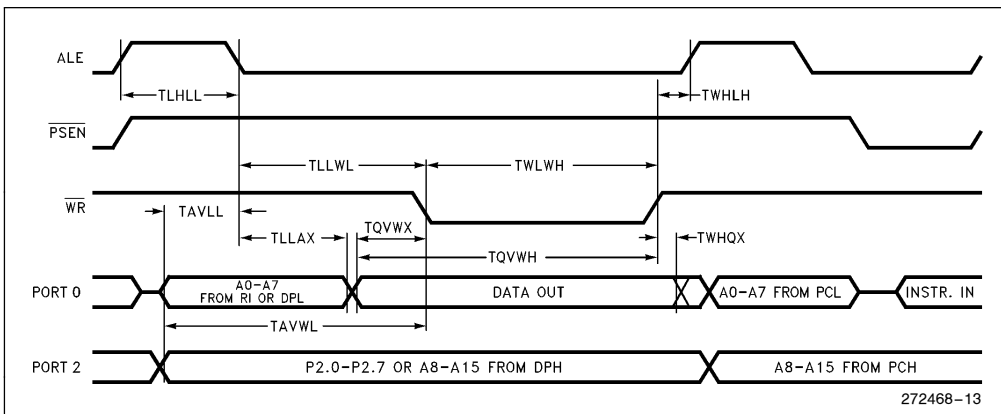 ALE
TLHLL
TWHLH
PSEN
TLLWL
TWLWH
WR
TAVLL
TLLAX
TQVWX
TWHQX
TQVWH
PORT 0
A0-A7
FROM RI OR DPL
DATA OUT
A0-A7 FROM PCL
INSTR. IN
TAVWL
PORT 2
P2.0-P2.7 OR A8-A15 FROM DPH
A8-A15 FROM PCH
272468-13